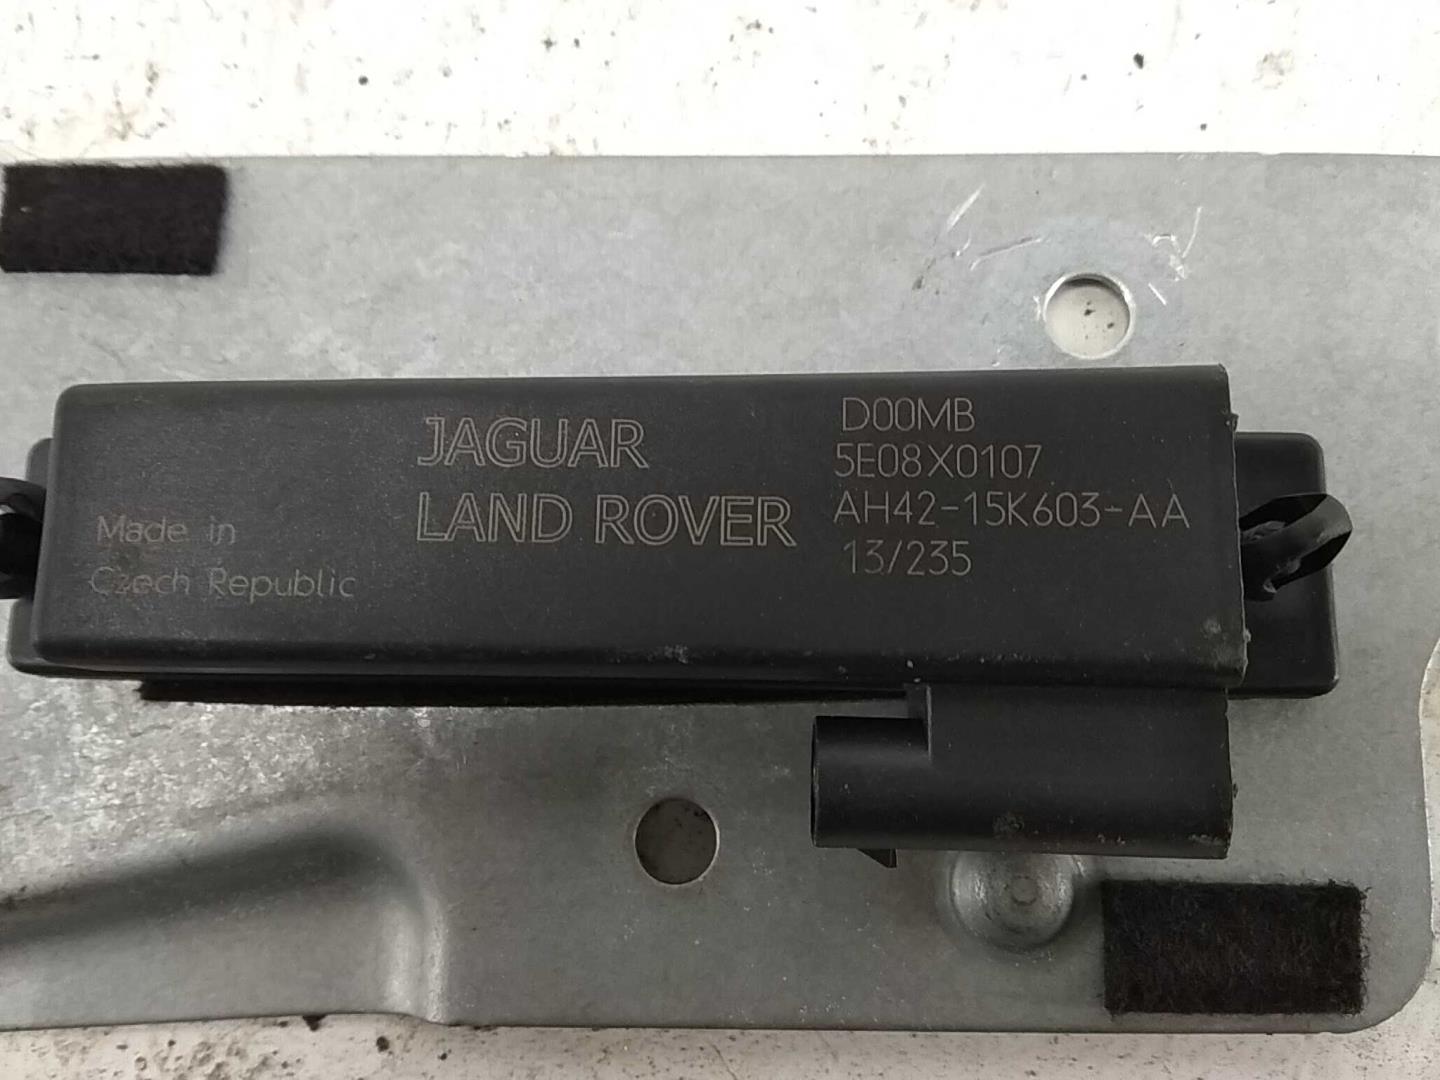 Made in
Czech Republic
JAGUAR
LAND ROVER
D00MB
5E08X0107
AH42-15K603-AA
13/235